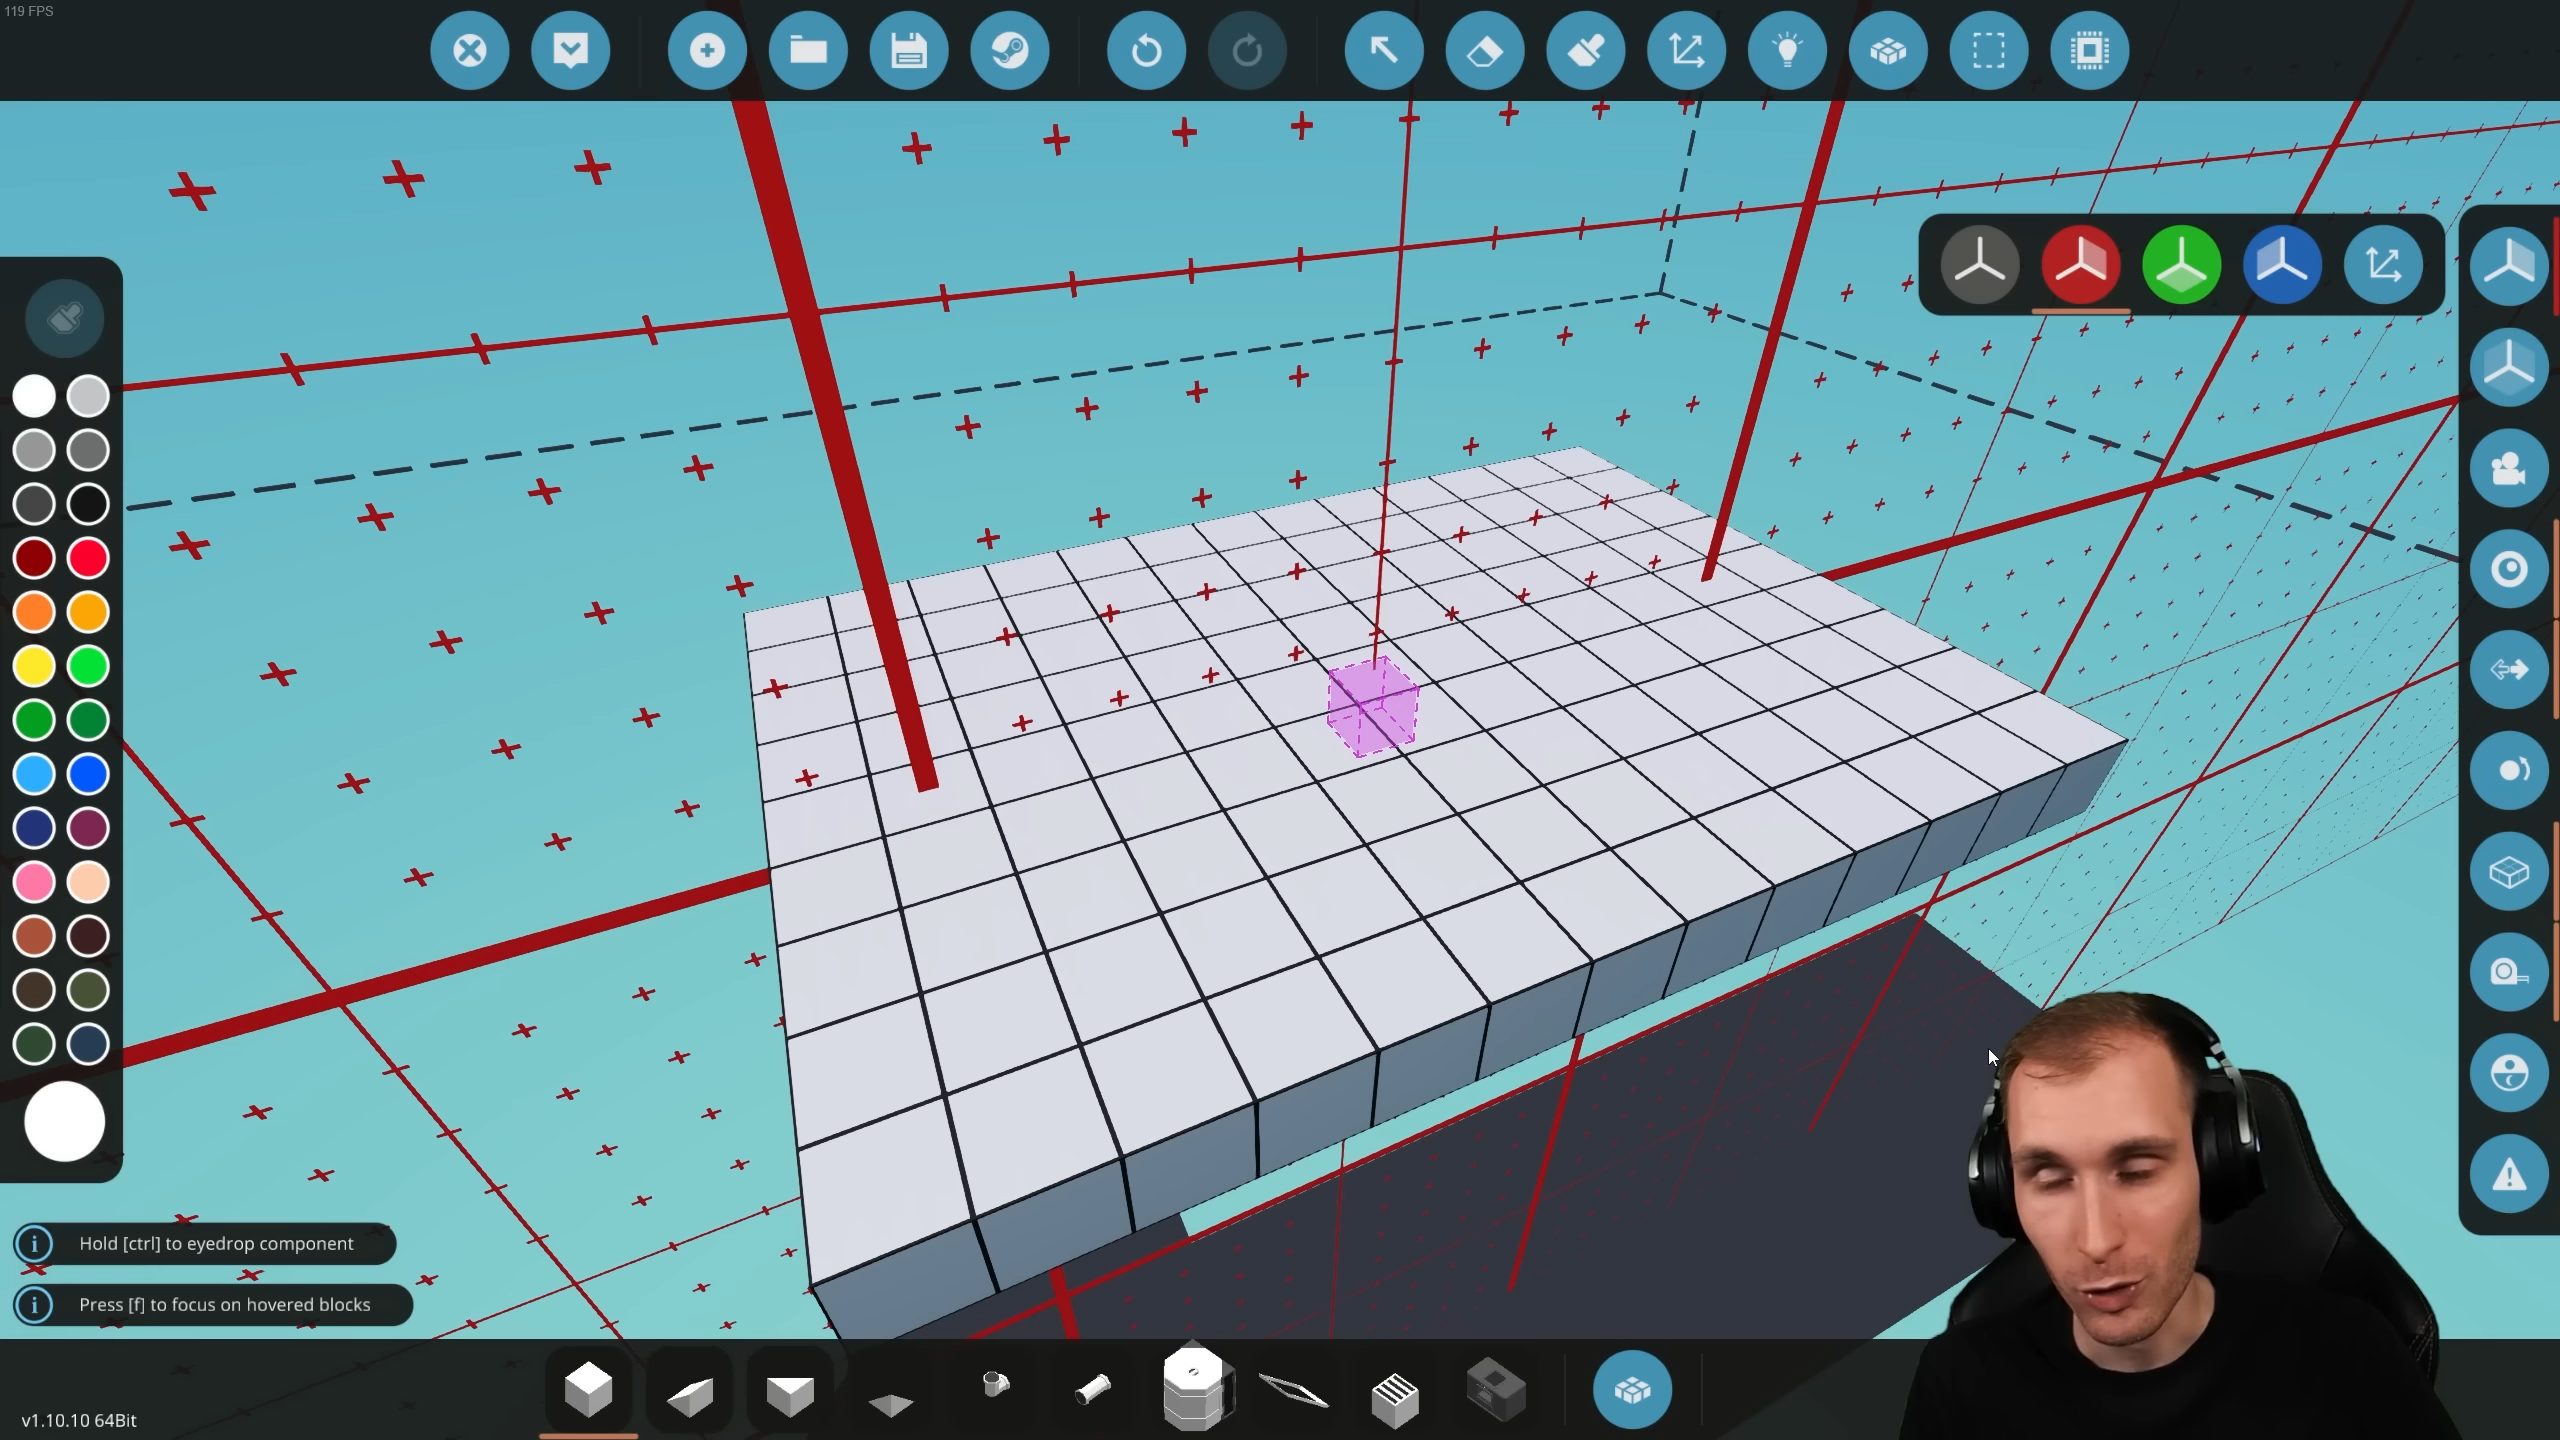 119 FPS
Hold [ctrl] to eyedrop component
Press [f] to focus on hovered blocks
v1.10.10 64Bit